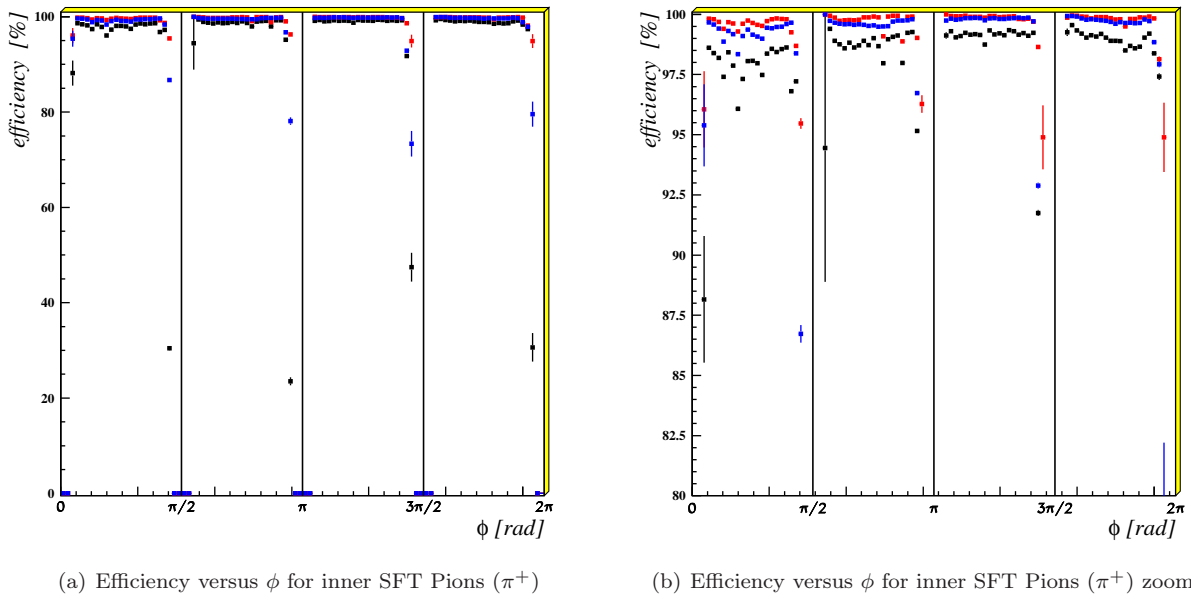 efficiency [%]
100
80
60
40
20
0
0 π/2 π 3π/2 2π
ϕ [rad]
(a) Efficiency versus ϕ for inner SFT Pions (π⁺)
efficiency [%]
100
97.5
95
92.5
90
87.5
85
82.5
80
0 π/2 π 3π/2 2π
ϕ [rad]
(b) Efficiency versus ϕ for inner SFT Pions (π⁺) zoom